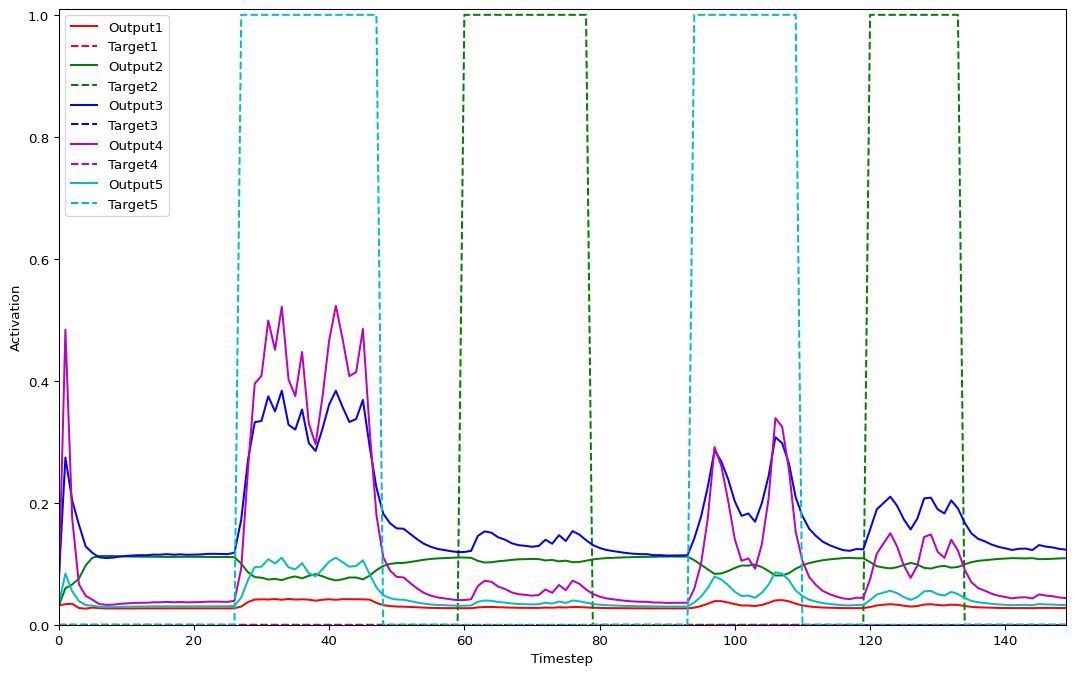 1.0
0.8
0.6
0.4
0.2
0.0
Activation
Output1
Target1
Output2
Target2
Output3
Target3
Output4
Target4
Output5
Target5
0 20 40 60 80 100 120 140
Timestep